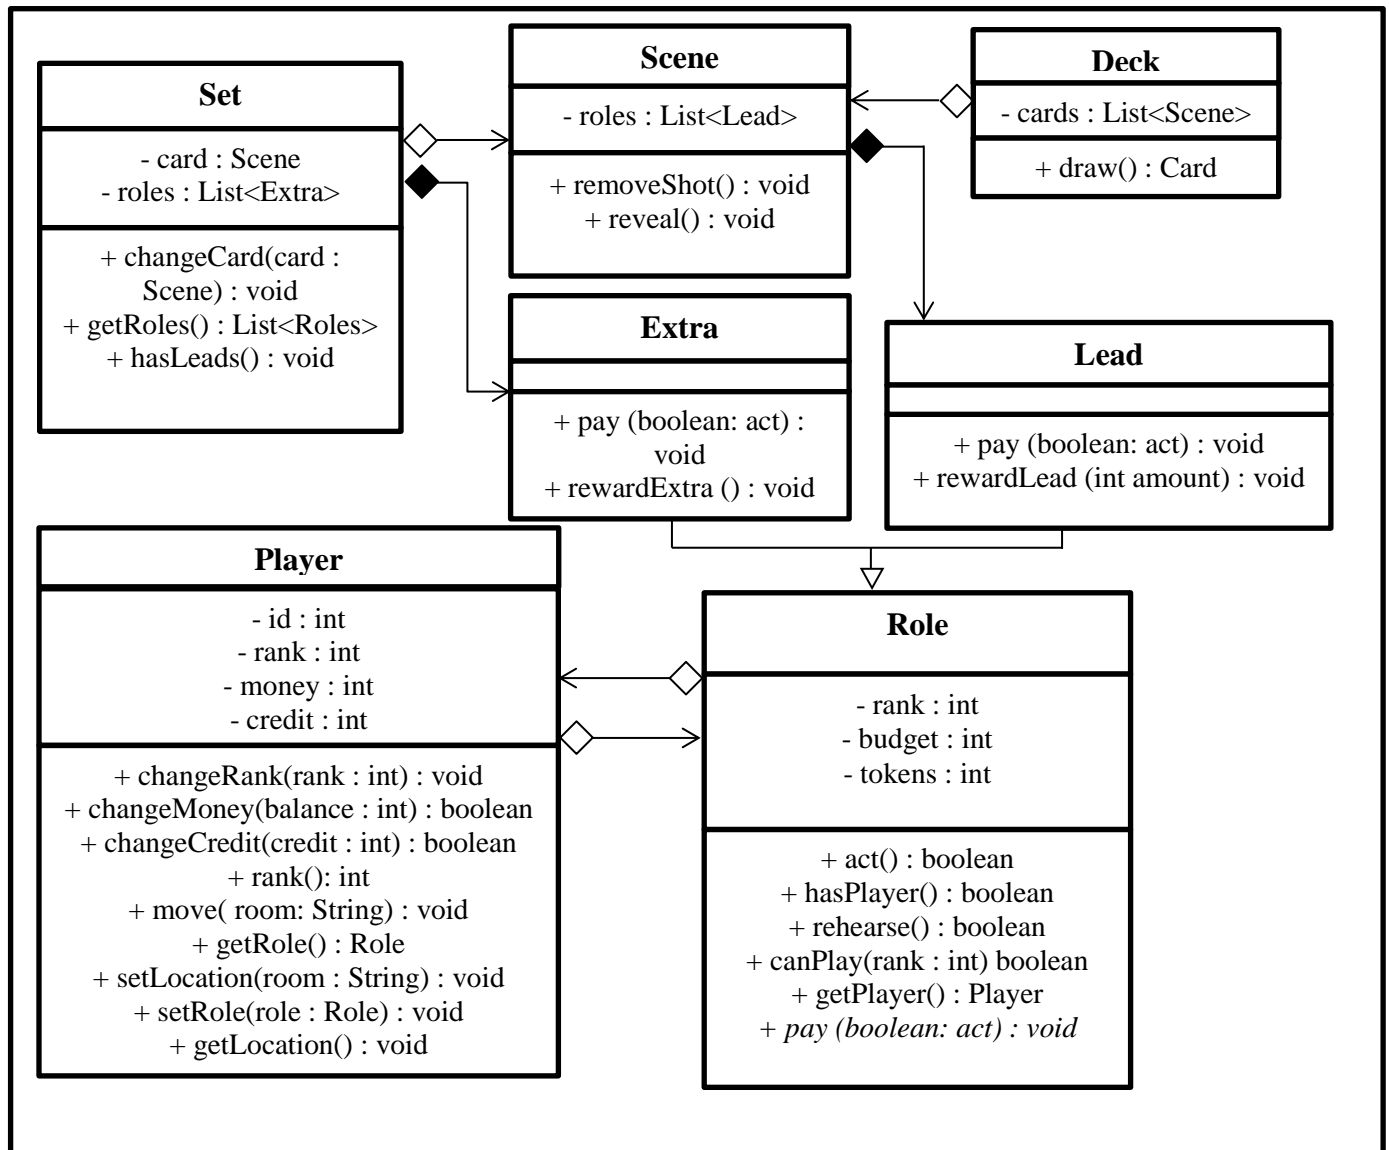 Set
- card : Scene
- roles : List<Extra>
+ changeCard(card :
Scene) : void
+ getRoles() : List<Roles>
+ hasLeads() : void
Scene
- roles : List<Lead>
+ removeShot() : void
+ reveal() : void
Deck
- cards : List<Scene>
+ draw() : Card
Extra
+ pay (boolean: act) :
void
+ rewardExtra () : void
Lead
+ pay (boolean: act) : void
+ rewardLead (int amount) : void
Player
- id : int
- rank : int
- money : int
- credit : int
+ changeRank(rank : int) : void
+ changeMoney(balance : int) : boolean
+ changeCredit(credit : int) : boolean
+ rank(): int
+ move( room: String) : void
+ getRole() : Role
+ setLocation(room : String) : void
+ setRole(role : Role) : void
+ getLocation() : void
Role
- rank : int
- budget : int
- tokens : int
+ act() : boolean
+ hasPlayer() : boolean
+ rehearse() : boolean
+ canPlay(rank : int) boolean
+ getPlayer() : Player
+ pay (boolean: act) : void